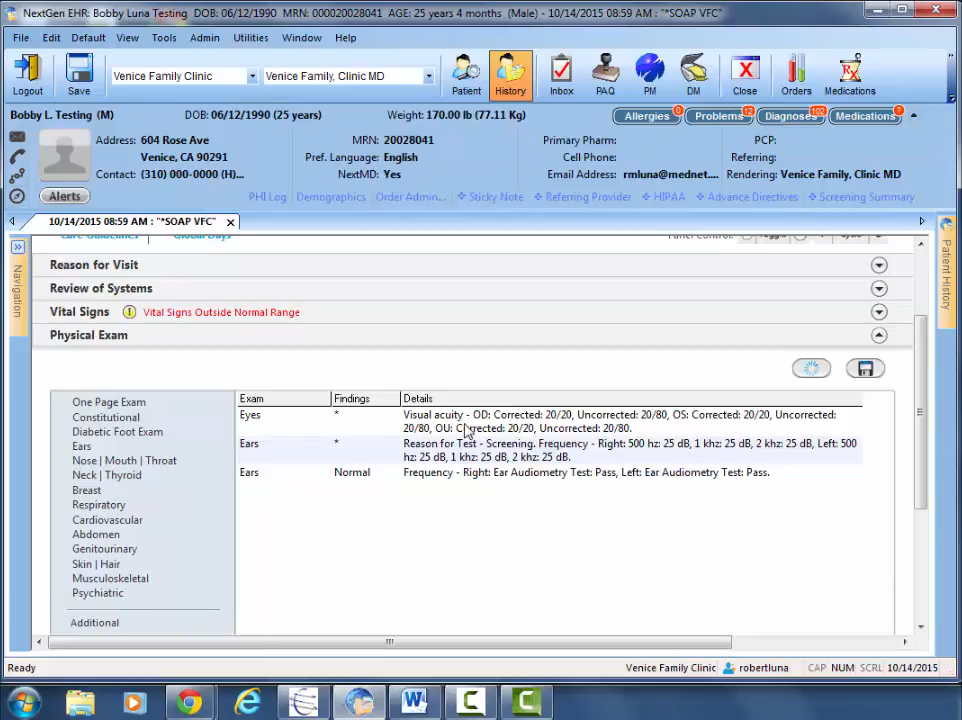 NextGen EHR: Bobby Luna Testing DOB: 06/12/1990 MRN: 000020028041 AGE: 25 years 4 months (Male) - 10/14/2015 08:59 AM : "*SOAP VFC"
File Edit Default View Tools Admin Utilities Window Help
Venice Family Clinic Venice Family, Clinic MD
Logout Save Patient History Inbox PAQ PM DM Close Orders Medications
Bobby L. Testing (M) DOB: 06/12/1990 (25 years) Weight: 170.00 lb (77.11 Kg) Allergies 0 Problems 12 Diagnoses 102 Medications ?
Address: 604 Rose Ave MRN: 20028041 Primary Pharm: PCP:
Venice, CA 90291 Pref. Language: English Cell Phone: Referring:
Contact: (310) 000-0000 (H)... NextMD: Yes Email Address: rmluna@mednet.... Rendering: Venice Family, Clinic MD
Alerts PHI Log Demographics Order Admin... Sticky Note Referring Provider HIPAA Advance Directives Screening Summary
10/14/2015 08:59 AM : "*SOAP VFC" x
Navigation
Patient History
Care Guidelines Global Days Panel Control: Toggle Cycle
Reason for Visit
Review of Systems
Vital Signs Vital Signs Outside Normal Range
Physical Exam
Exam Findings Details
Eyes * Visual acuity - OD: Corrected: 20/20, Uncorrected: 20/80, OS: Corrected: 20/20, Uncorrected:
20/80, OU: Corrected: 20/20, Uncorrected: 20/80.
Ears * Reason for Test - Screening. Frequency - Right: 500 hz: 25 dB, 1 khz: 25 dB, 2 khz: 25 dB, Left: 500
hz: 25 dB, 1 khz: 25 dB, 2 khz: 25 dB.
Ears Normal Frequency - Right: Ear Audiometry Test: Pass, Left: Ear Audiometry Test: Pass.
One Page Exam
Constitutional
Diabetic Foot Exam
Ears
Nose | Mouth | Throat
Neck | Thyroid
Breast
Respiratory
Cardiovascular
Abdomen
Genitourinary
Skin | Hair
Musculoskeletal
Psychiatric
Additional
Ready Venice Family Clinic robertluna CAP NUM SCRL 10/14/2015